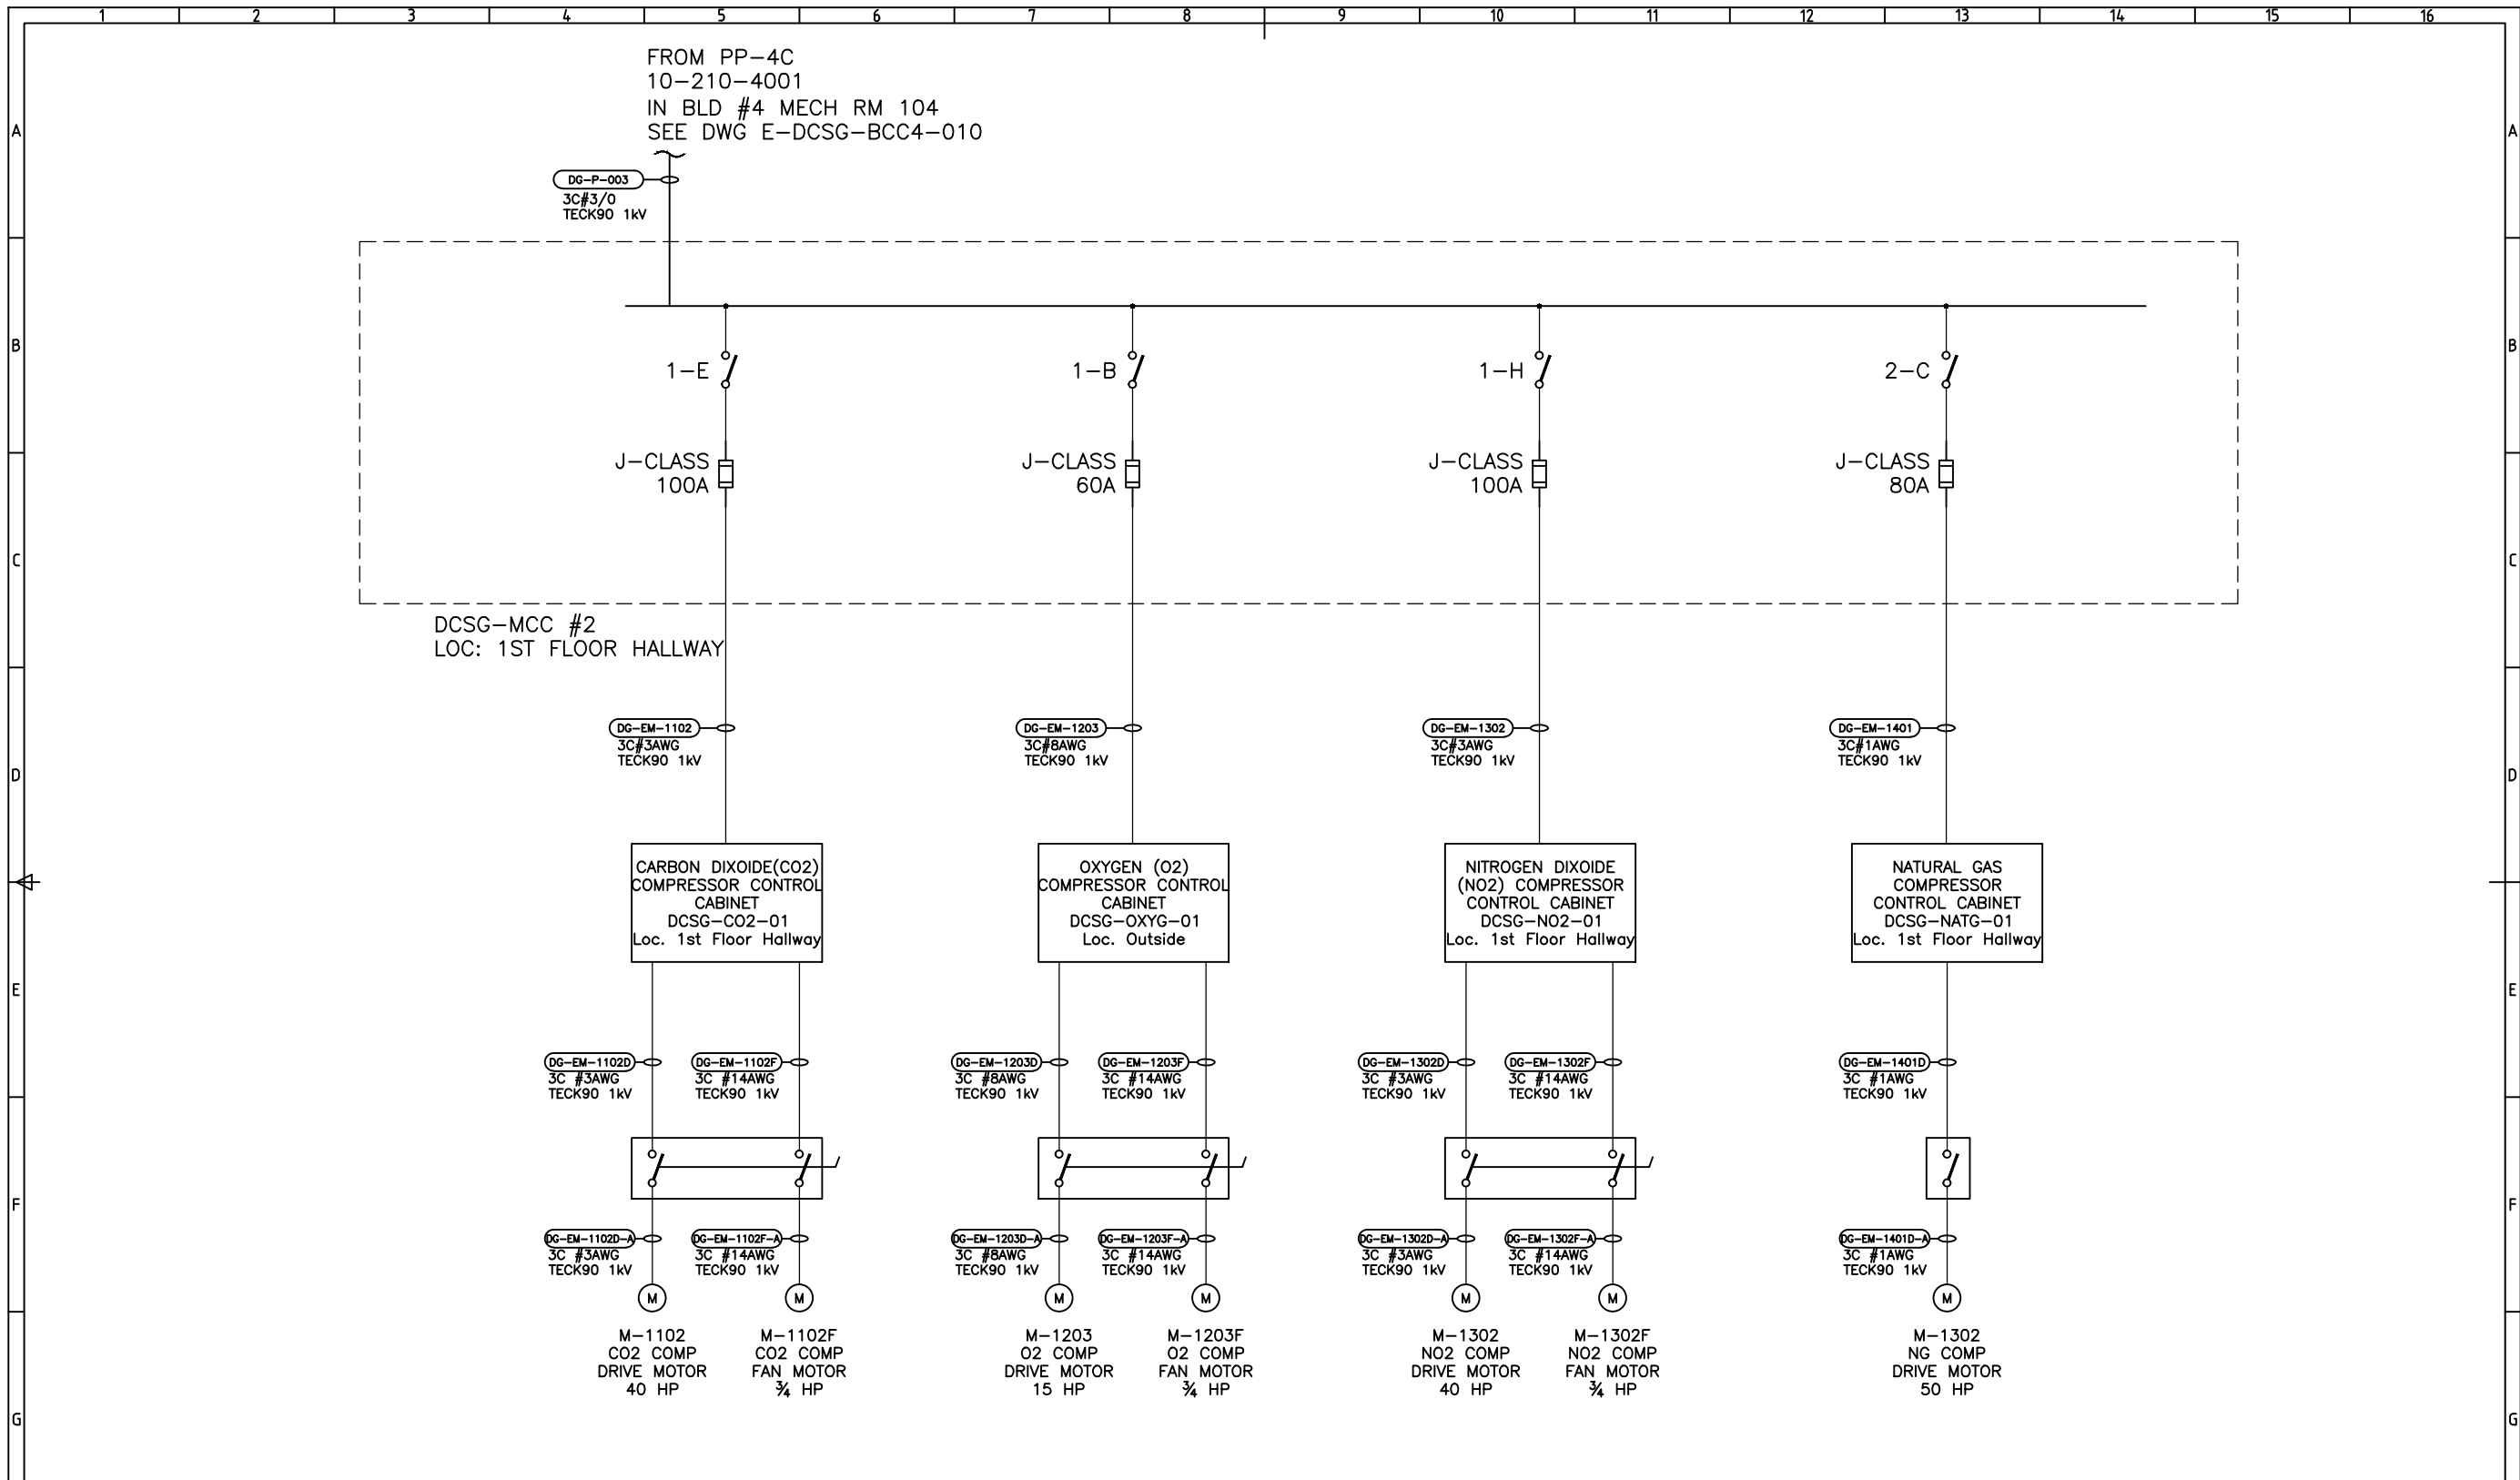 1 2 3 4 5 6 7 8 9 10 11 12 13 14 15 16
FROM PP-4C
10-210-4001
IN BLD #4 MECH RM 104
SEE DWG E-DCSG-BCC4-010
A A
DG-P-003
3C#3/0
TECK90 1kV
B B
1-E 1-B 1-H 2-C
J-CLASS J-CLASS J-CLASS J-CLASS
100A 60A 100A 80A
C C
DCSG-MCC #2
LOC: 1ST FLOOR HALLWAY
DG-EM-1102 DG-EM-1203 DG-EM-1302 DG-EM-1401
3C#3AWG 3C#8AWG 3C#3AWG 3C#1AWG
TECK90 1kV TECK90 1kV TECK90 1kV TECK90 1kV
D D
CARBON DIXOIDE(CO2)
COMPRESSOR CONTROL
CABINET
DCSG-CO2-01
Loc. 1st Floor Hallway
OXYGEN (O2)
COMPRESSOR CONTROL
CABINET
DCSG-OXYG-01
Loc. Outside
NITROGEN DIXOIDE
(NO2) COMPRESSOR
CONTROL CABINET
DCSG-NO2-01
Loc. 1st Floor Hallway
NATURAL GAS
COMPRESSOR
CONTROL CABINET
DCSG-NATG-01
Loc. 1st Floor Hallway
E E
DG-EM-1102D DG-EM-1102F DG-EM-1203D DG-EM-1203F DG-EM-1302D DG-EM-1302F DG-EM-1401D
3C #3AWG 3C #14AWG 3C #8AWG 3C #14AWG 3C #3AWG 3C #14AWG 3C #1AWG
TECK90 1kV TECK90 1kV TECK90 1kV TECK90 1kV TECK90 1kV TECK90 1kV TECK90 1kV
F F
DG-EM-1102D-A DG-EM-1102F-A DG-EM-1203D-A DG-EM-1203F-A DG-EM-1302D-A DG-EM-1302F-A DG-EM-1401D-A
3C #3AWG 3C #14AWG 3C #8AWG 3C #14AWG 3C #3AWG 3C #14AWG 3C #1AWG
TECK90 1kV TECK90 1kV TECK90 1kV TECK90 1kV TECK90 1kV TECK90 1kV TECK90 1kV
M M M M M M M
M-1102
CO2 COMP
DRIVE MOTOR
40 HP
M-1102F
CO2 COMP
FAN MOTOR
¾ HP
M-1203
O2 COMP
DRIVE MOTOR
15 HP
M-1203F
O2 COMP
FAN MOTOR
¾ HP
M-1302
NO2 COMP
DRIVE MOTOR
40 HP
M-1302F
NO2 COMP
FAN MOTOR
¾ HP
M-1302
NG COMP
DRIVE MOTOR
50 HP
G G